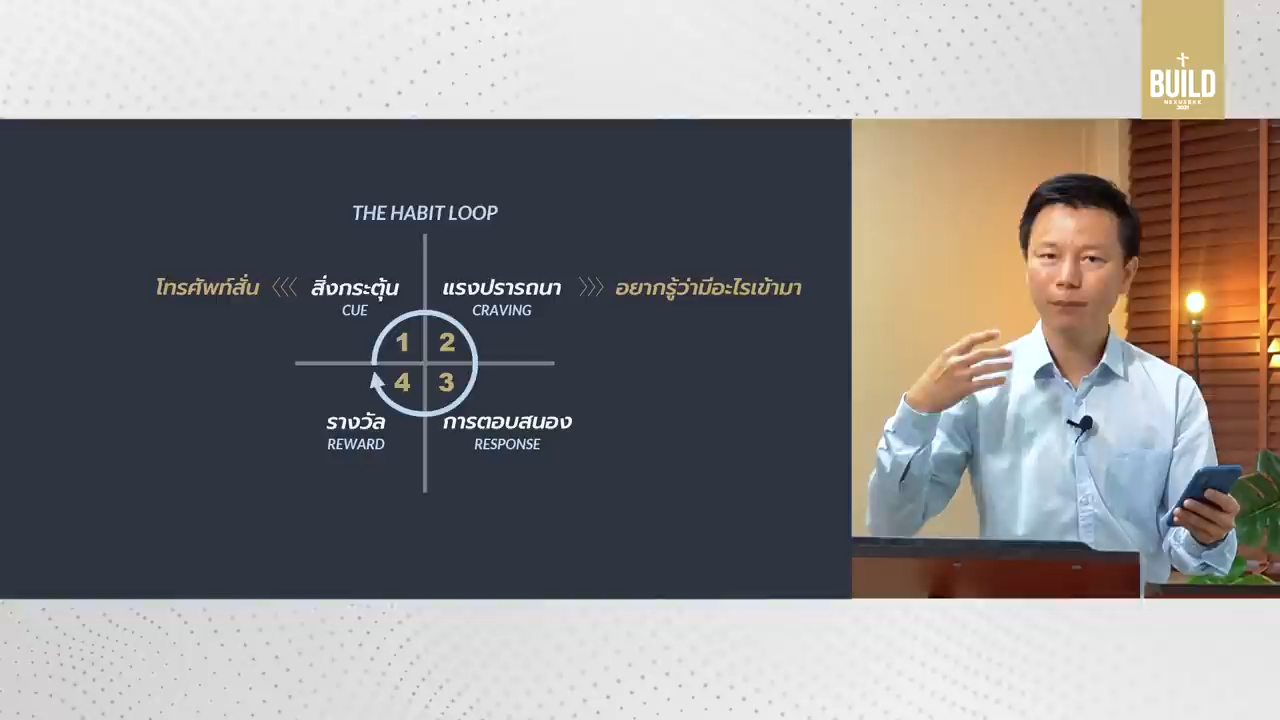 BUILD
NEXUSBKK
2021
THE HABIT LOOP
โทรศัพท์สั่น
สิ่งกระตุ้น
แรงปรารถนา
อยากรู้ว่ามีอะไรเข้ามา
CUE
CRAVING
1
2
4
3
รางวัล
การตอบสนอง
REWARD
RESPONSE